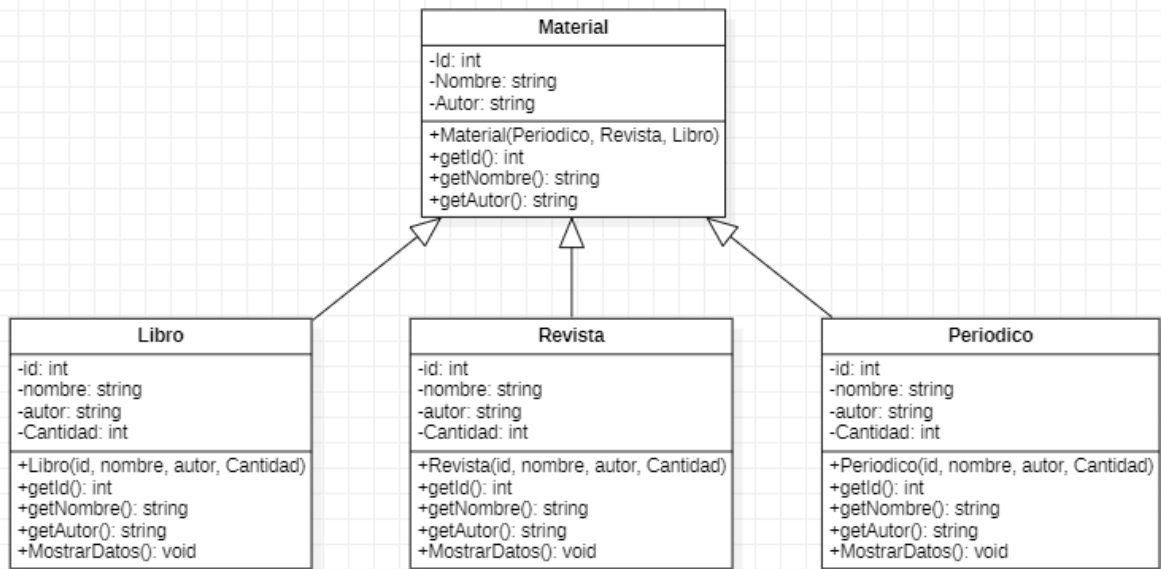 Material
-Id: int
-Nombre: string
-Autor: string
+Material(Periodico, Revista, Libro)
+getId(): int
+getNombre(): string
+getAutor(): string
Libro
-id: int
-nombre: string
-autor: string
-Cantidad: int
+Libro(id, nombre, autor, Cantidad)
+getId(): int
+getNombre(): string
+getAutor(): string
+MostrarDatos(): void
Revista
-id: int
-nombre: string
-autor: string
-Cantidad: int
+Revista(id, nombre, autor, Cantidad)
+getId(): int
+getNombre(): string
+getAutor(): string
+MostrarDatos(): void
Periodico
-id: int
-nombre: string
-autor: string
-Cantidad: int
+Periodico(id, nombre, autor, Cantidad)
+getId(): int
+getNombre(): string
+getAutor(): string
+MostrarDatos(): void